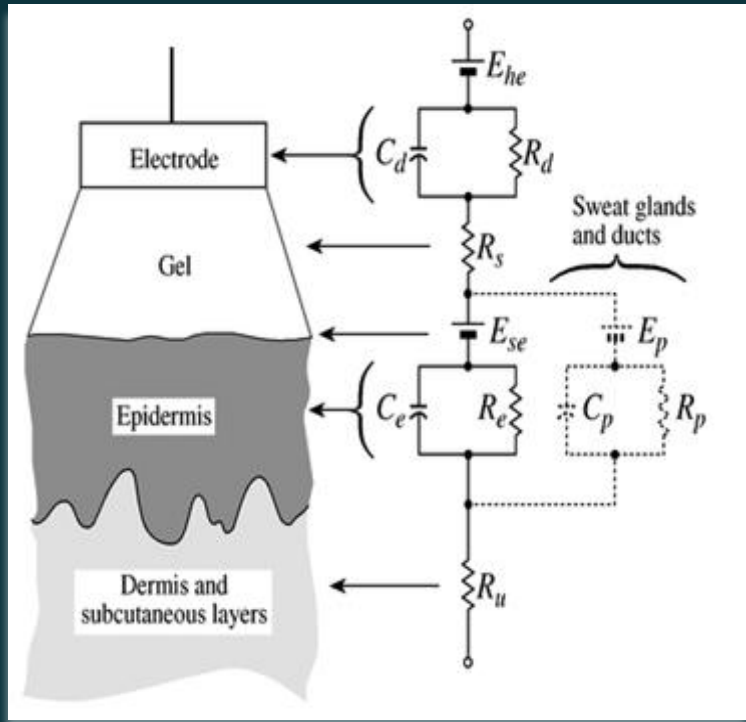 E_he
Electrode
C_d
R_d
Sweat glands
and ducts
Gel
R_s
E_se
E_p
Epidermis
C_e
R_e
C_p
R_p
Dermis and
subcutaneous layers
R_u